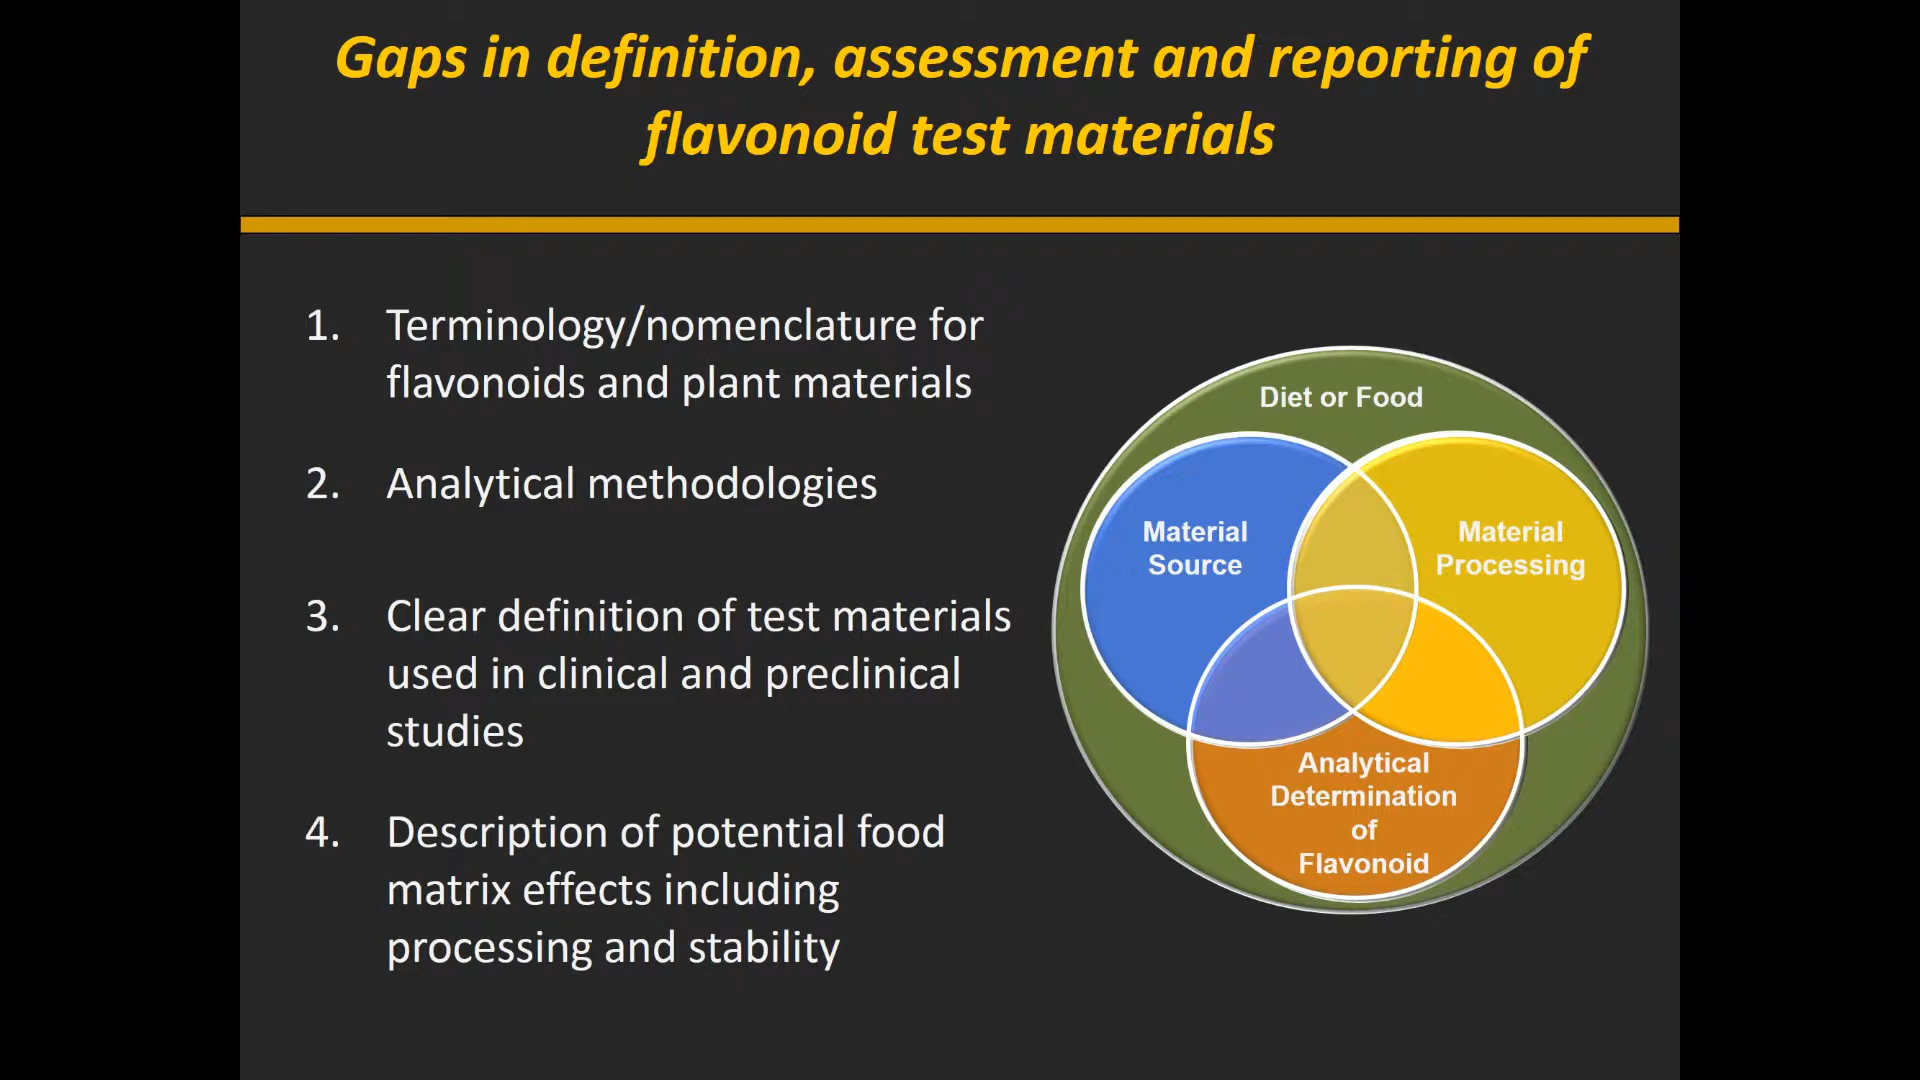 Gaps in definition, assessment and reporting of
flavonoid test materials
1. Terminology/nomenclature for
flavonoids and plant materials
2. Analytical methodologies
3. Clear definition of test materials
used in clinical and preclinical
studies
4. Description of potential food
matrix effects including
processing and stability
Diet or Food
Material
Source
Material
Processing
Analytical
Determination
of
Flavonoid